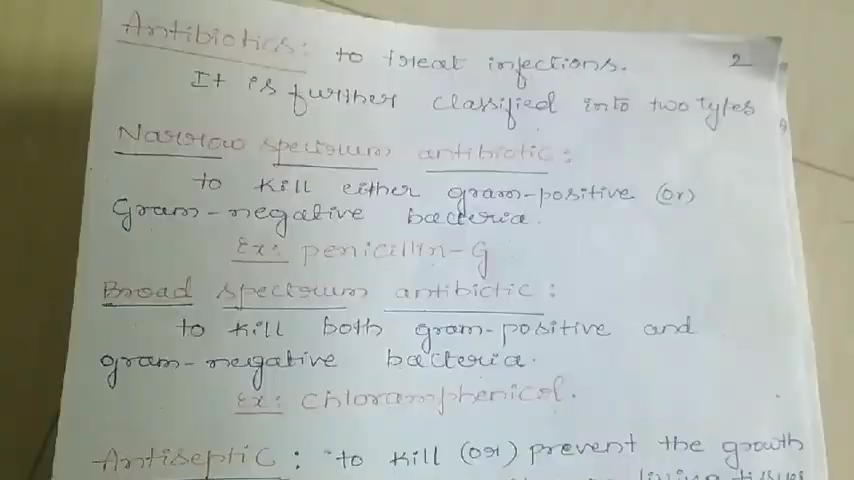 2
Antibiotics: to treat infections.
It is further classified into two types
Narrow spectrum antibiotic:
to kill either gram-positive (or)
Gram-negative bacteria.
Ex: penicillin-G
Broad spectrum antibiotic:
to kill both gram-positive and
gram-negative bacteria.
Ex: chloramphenicol.
Antiseptic: to kill (or) prevent the growth
living tissues